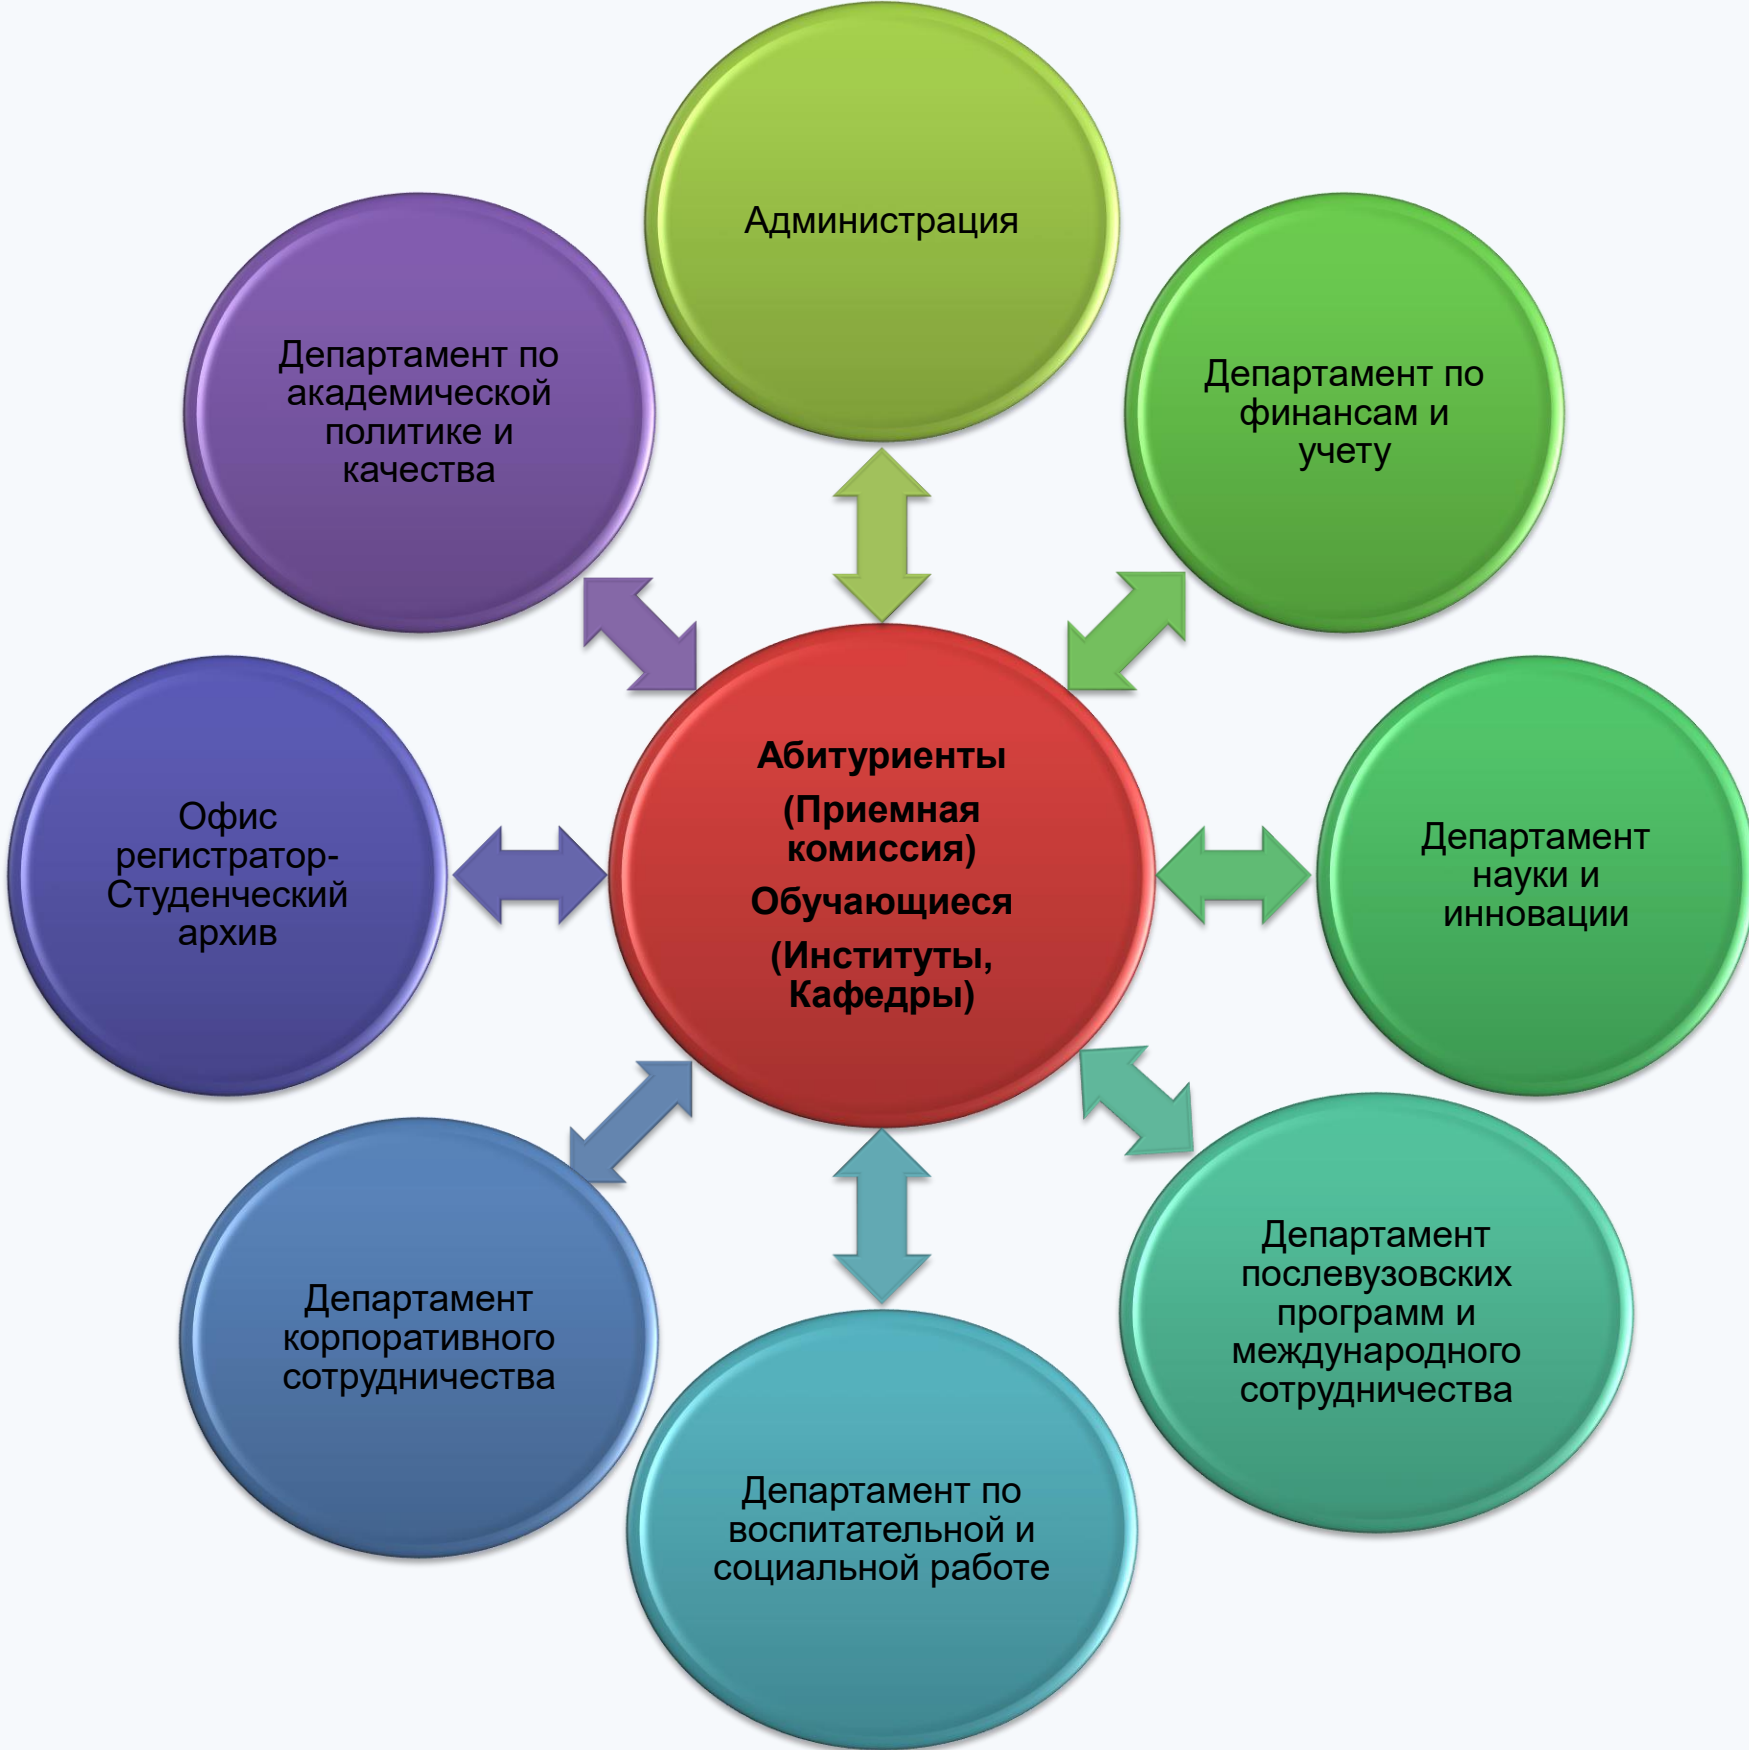 Администрация
Департамент по
финансам и
учету
Департамент
науки и
инновации
Департамент
послевузовских
программ и
международного
сотрудничества
Департамент по
воспитательной и
социальной работе
Департамент
корпоративного
сотрудничества
Офис
регистратор-
Студенческий
архив
Департамент по
академической
политике и
качества
Абитуриенты
(Приемная
комиссия)
Обучающиеся
(Институты,
Кафедры)